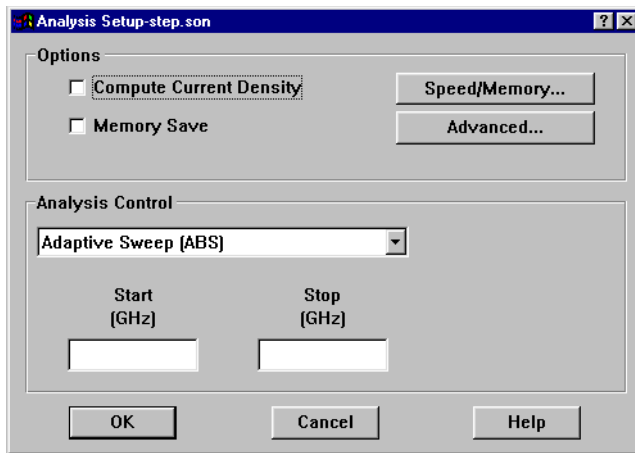 Analysis Setup-step.son
Options
Compute Current Density
Speed/Memory...
Memory Save
Advanced...
Analysis Control
Adaptive Sweep (ABS)
Start
(GHz)
Stop
(GHz)
OK
Cancel
Help